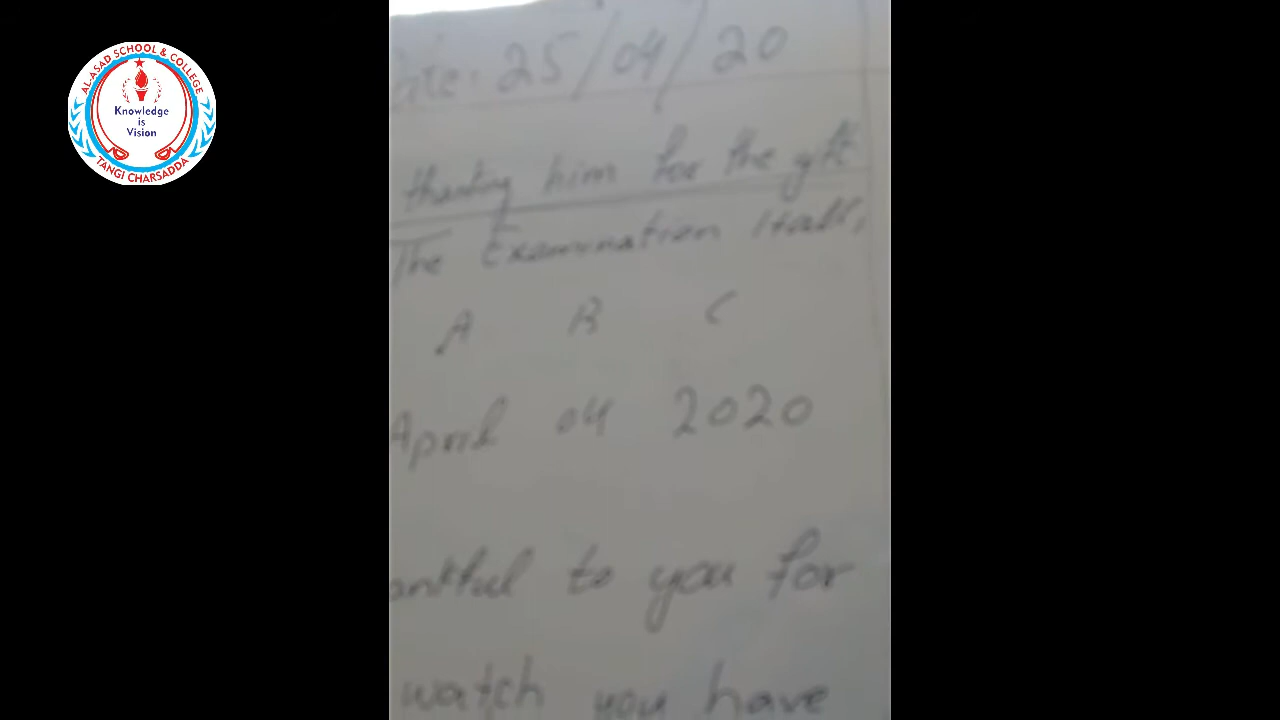 AL-ASAD SCHOOL & COLLEGE
Knowledge
is
Vision
TANGI CHARSADDA
25/04/20
thanking him for the gift
The Examination Hall,
A B C
April 04 2020
to you for
watch you have